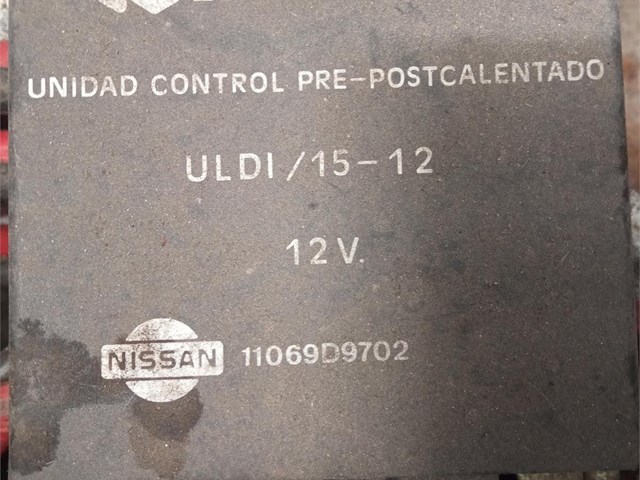 UNIDAD CONTROL PRE-POSTCALENTADO
ULDI/15-12
12V.
NISSAN 11069D9702